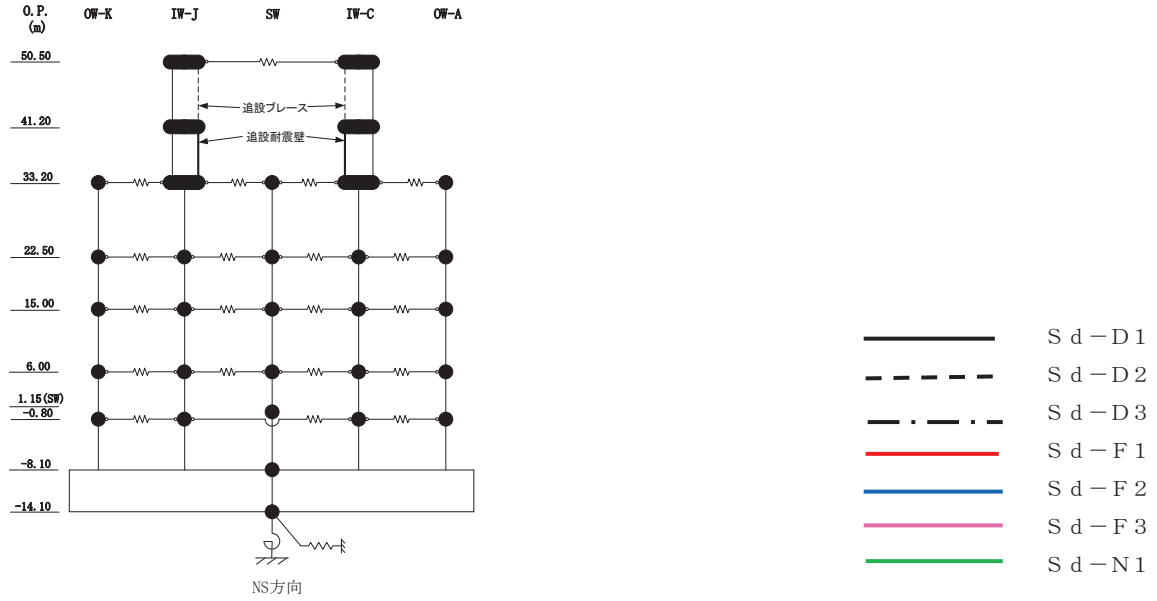 O.P.
(m)
OW-K IW-J SW IW-C OW-A
50.50
追設ブレース
41.20
追設耐震壁
33.20
22.50
15.00
6.00
1.15(SW)
-0.80
-8.10
-14.10
NS方向
Sd-D1
Sd-D2
Sd-D3
Sd-F1
Sd-F2
Sd-F3
Sd-N1